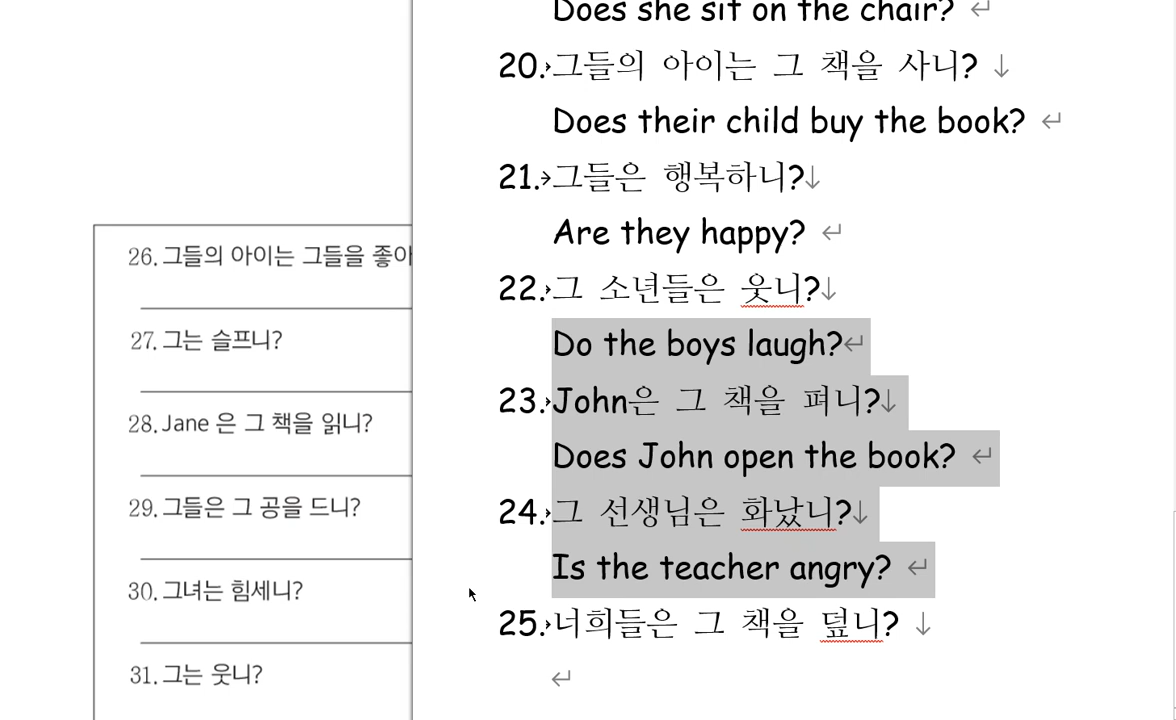 26. 그들의 아이는 그들을 좋아
27. 그는 슬프니?
28. Jane 은 그 책을 읽니?
29. 그들은 그 공을 드니?
30. 그녀는 힘세니?
31. 그는 웃니?
Does she sit on the chair?
20. 그들의 아이는 그 책을 사니?
Does their child buy the book?
21. 그들은 행복하니?
Are they happy?
22. 그 소년들은 웃니?
Do the boys laugh?
23. John은 그 책을 펴니?
Does John open the book?
24. 그 선생님은 화났니?
Is the teacher angry?
25. 너희들은 그 책을 덮니?